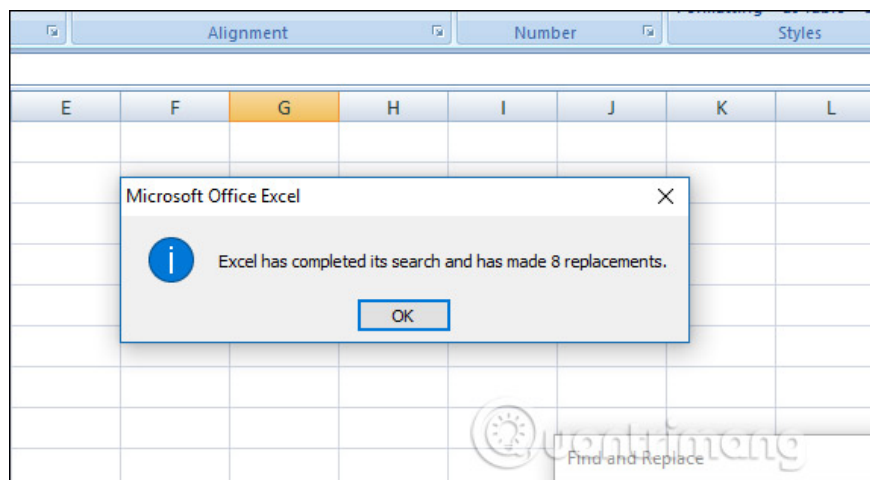 Alignment Number Styles
E F G H I J K L
Microsoft Office Excel
Excel has completed its search and has made 8 replacements.
OK
Quantrimang
Find and Replace